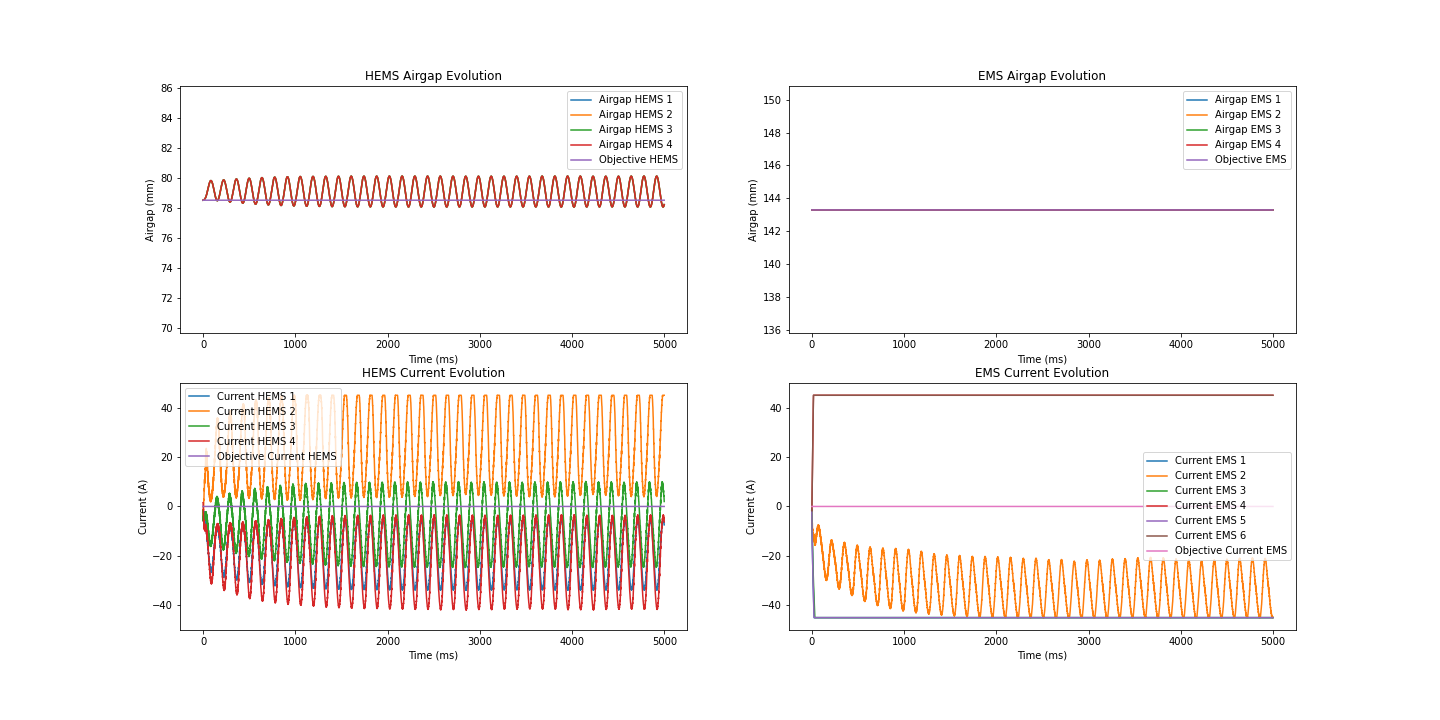 HEMS Airgap Evolution
Airgap (mm)
86
84
82
80
78
76
74
72
70
Airgap HEMS 1
Airgap HEMS 2
Airgap HEMS 3
Airgap HEMS 4
Objective HEMS
0 1000 2000 3000 4000 5000
Time (ms)
EMS Airgap Evolution
Airgap (mm)
150
148
146
144
142
140
138
136
Airgap EMS 1
Airgap EMS 2
Airgap EMS 3
Airgap EMS 4
Objective EMS
0 1000 2000 3000 4000 5000
Time (ms)
HEMS Current Evolution
Current (A)
40
20
0
−20
−40
Current HEMS 1
Current HEMS 2
Current HEMS 3
Current HEMS 4
Objective Current HEMS
0 1000 2000 3000 4000 5000
Time (ms)
EMS Current Evolution
Current (A)
40
20
0
−20
−40
Current EMS 1
Current EMS 2
Current EMS 3
Current EMS 4
Current EMS 5
Current EMS 6
Objective Current EMS
0 1000 2000 3000 4000 5000
Time (ms)